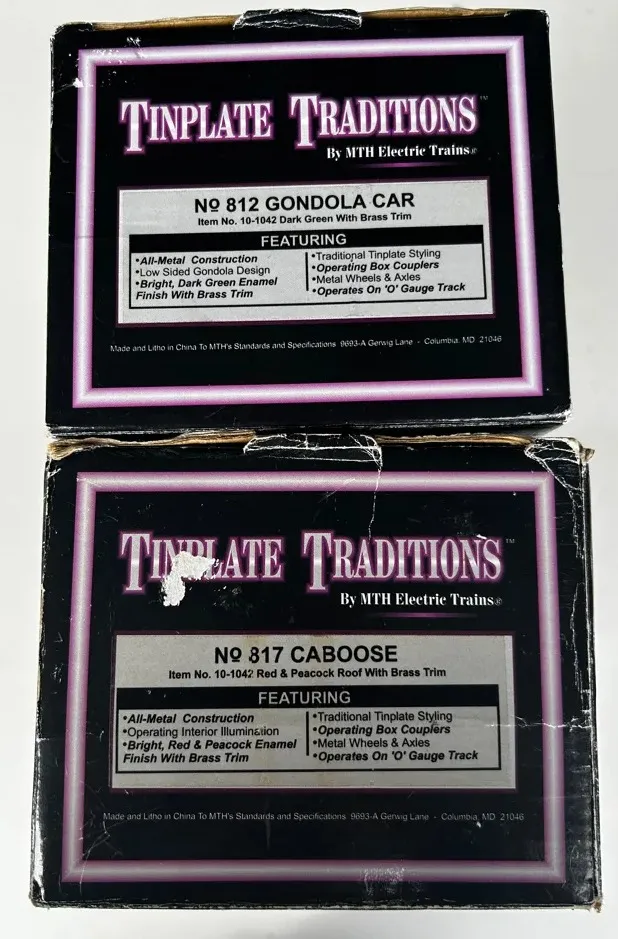 TINPLATE TRADITIONS™
By MTH Electric Trains®
Nº 812 GONDOLA CAR
Item No. 10-1042 Dark Green With Brass Trim
FEATURING
•All-Metal Construction
•Low Sided Gondola Design
•Bright, Dark Green Enamel
Finish With Brass Trim
•Traditional Tinplate Styling
•Operating Box Couplers
•Metal Wheels & Axles
•Operates On 'O' Gauge Track
Made and Litho in China To MTH's Standards and Specifications 9693-A Gerwig Lane - Columbia, MD 21046
TINPLATE TRADITIONS™
By MTH Electric Trains®
Nº 817 CABOOSE
Item No. 10-1042 Red & Peacock Roof With Brass Trim
FEATURING
•All-Metal Construction
•Operating Interior Illumination
•Bright, Red & Peacock Enamel
Finish With Brass Trim
•Traditional Tinplate Styling
•Operating Box Couplers
•Metal Wheels & Axles
•Operates On 'O' Gauge Track
Made and Litho in China To MTH's Standards and Specifications 9693-A Gerwig Lane - Columbia, MD 21046